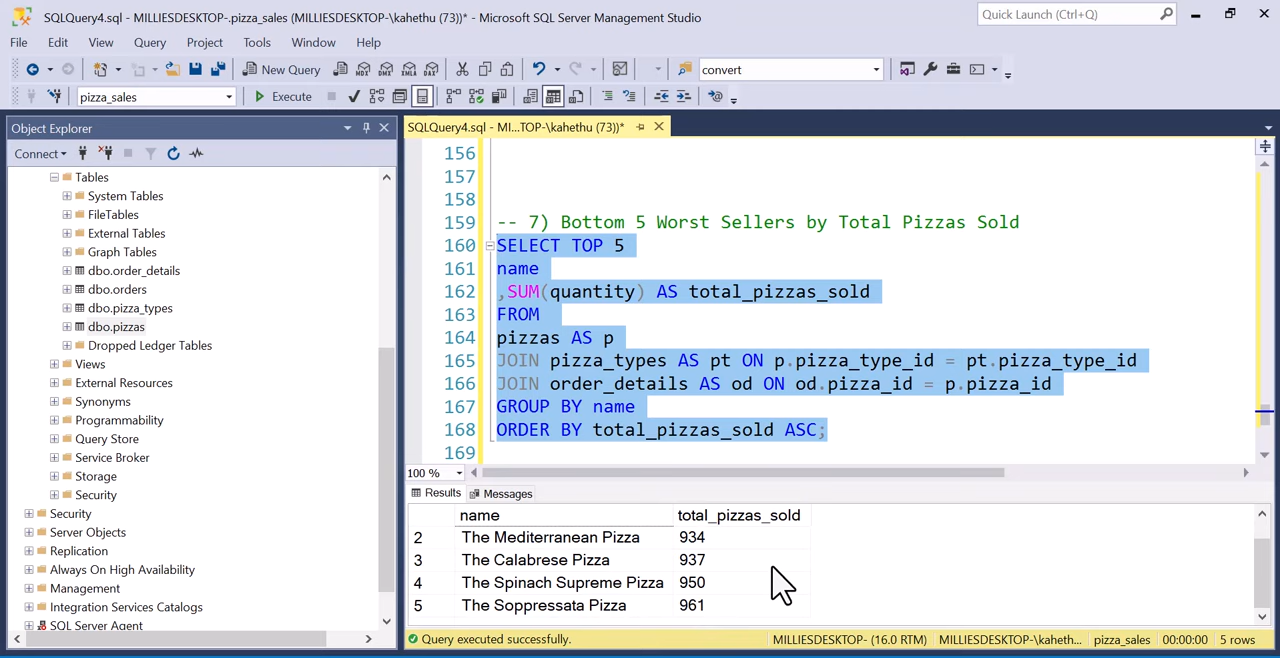 SQLQuery4.sql - MILLIESDESKTOP-.pizza_sales (MILLIESDESKTOP-\kahethu (73))* - Microsoft SQL Server Management Studio
Quick Launch (Ctrl+Q)
File Edit View Query Project Tools Window Help
New Query
MDX DMX XMLA DAX
convert
pizza_sales
Execute
Object Explorer
Connect
Tables
System Tables
FileTables
External Tables
Graph Tables
dbo.order_details
dbo.orders
dbo.pizza_types
dbo.pizzas
Dropped Ledger Tables
Views
External Resources
Synonyms
Programmability
Query Store
Service Broker
Storage
Security
Security
Server Objects
Replication
Always On High Availability
Management
Integration Services Catalogs
SQL Server Agent
SQLQuery4.sql - MI...TOP-\kahethu (73))*
156
157
158
159 -- 7) Bottom 5 Worst Sellers by Total Pizzas Sold
160 SELECT TOP 5
161 name
162 ,SUM(quantity) AS total_pizzas_sold
163 FROM
164 pizzas AS p
165 JOIN pizza_types AS pt ON p.pizza_type_id = pt.pizza_type_id
166 JOIN order_details AS od ON od.pizza_id = p.pizza_id
167 GROUP BY name
168 ORDER BY total_pizzas_sold ASC;
169
100 %
Results Messages
name total_pizzas_sold
2 The Mediterranean Pizza 934
3 The Calabrese Pizza 937
4 The Spinach Supreme Pizza 950
5 The Soppressata Pizza 961
Query executed successfully. MILLIESDESKTOP- (16.0 RTM) MILLIESDESKTOP-\kaheth... pizza_sales 00:00:00 5 rows